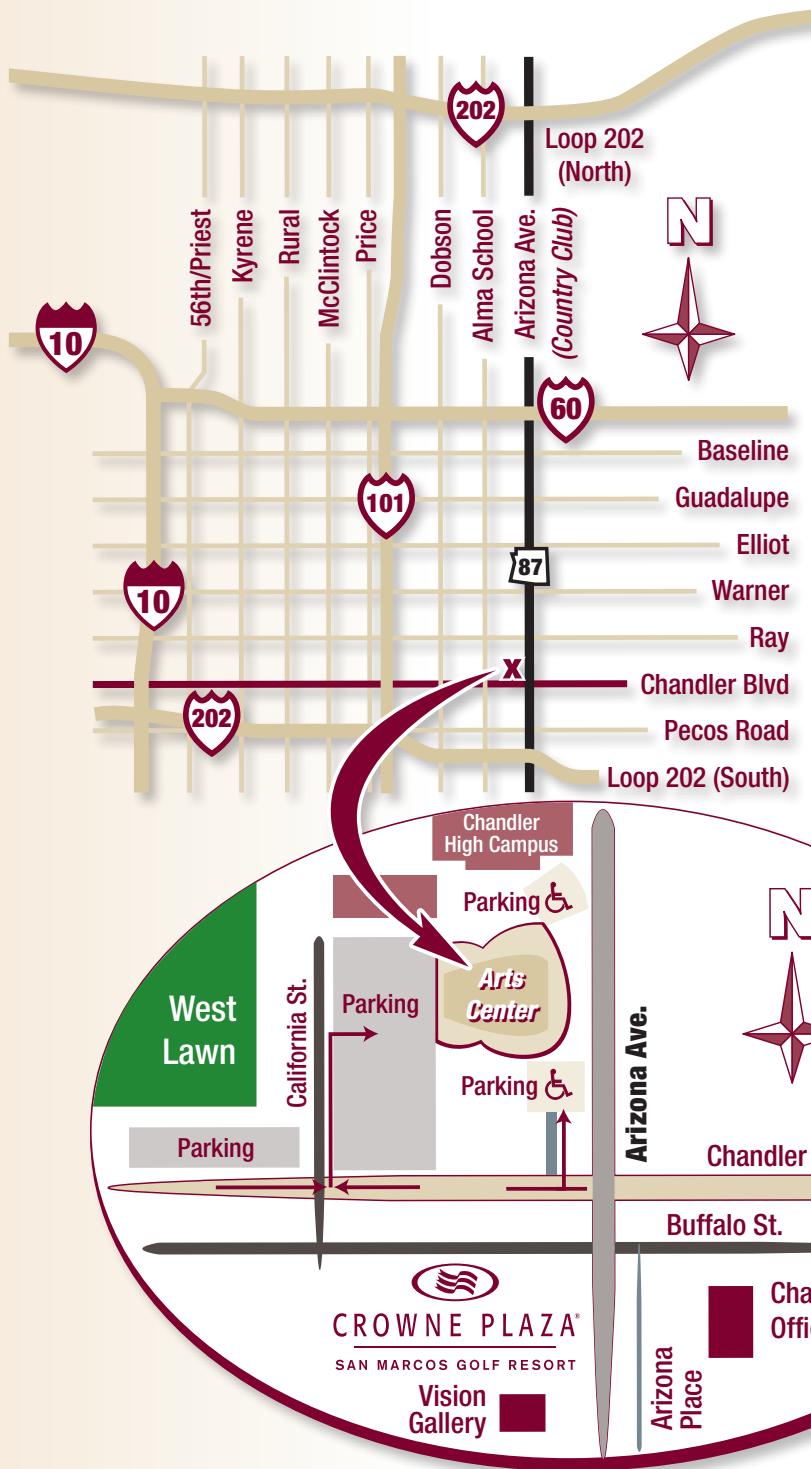 202
Loop 202
(North)
56th/Priest
Kyrene
Rural
McClintock
Price
Dobson
Alma School
Arizona Ave.
(Country Club)
N
10
60
Baseline
Guadalupe
101
Elliot
87
Warner
10
Ray
X
Chandler Blvd
202
Pecos Road
Loop 202 (South)
Chandler
High Campus
Parking
N
Arts
Center
West
Lawn
California St.
Parking
Arizona Ave.
Parking
Parking
Chandler
Buffalo St.
CROWNE PLAZA®
SAN MARCOS GOLF RESORT
Cha
Offi
Vision
Gallery
Arizona
Place